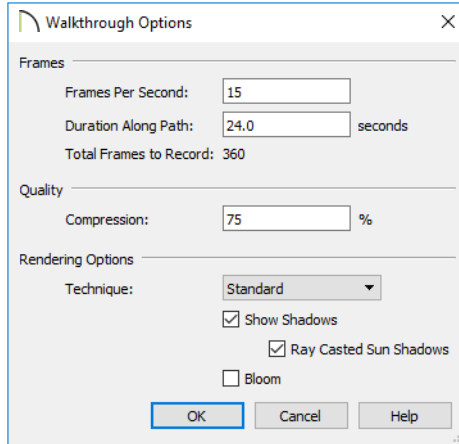 Walkthrough Options
Frames
Frames Per Second: 15
Duration Along Path: 24.0 seconds
Total Frames to Record: 360
Quality
Compression: 75 %
Rendering Options
Technique: Standard
Show Shadows
Ray Casted Sun Shadows
Bloom
OK Cancel Help